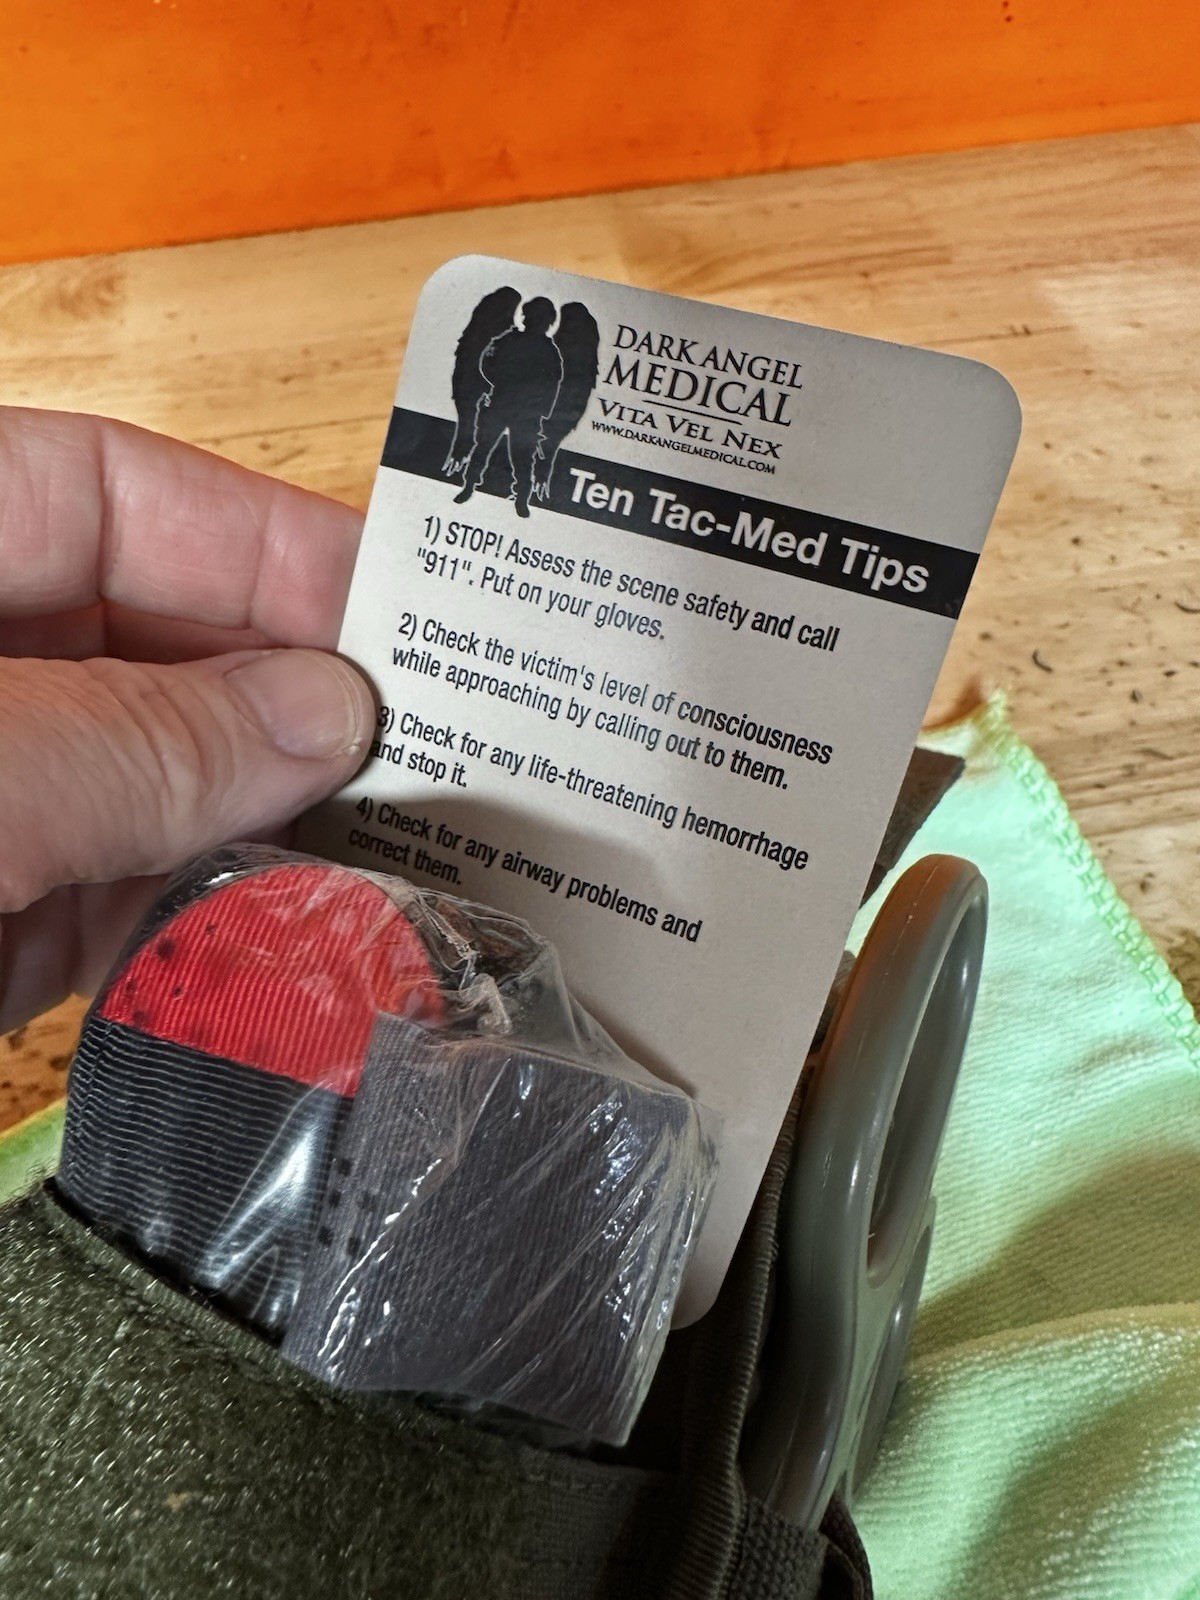 DARK ANGEL
MEDICAL
VITA VEL NEX
WWW.DARKANGELMEDICAL.COM
Ten Tac-Med Tips
1) STOP! Assess the scene safety and call
"911". Put on your gloves.
2) Check the victim's level of consciousness
while approaching by calling out to them.
3) Check for any life-threatening hemorrhage
and stop it.
4) Check for any airway problems and
correct them.